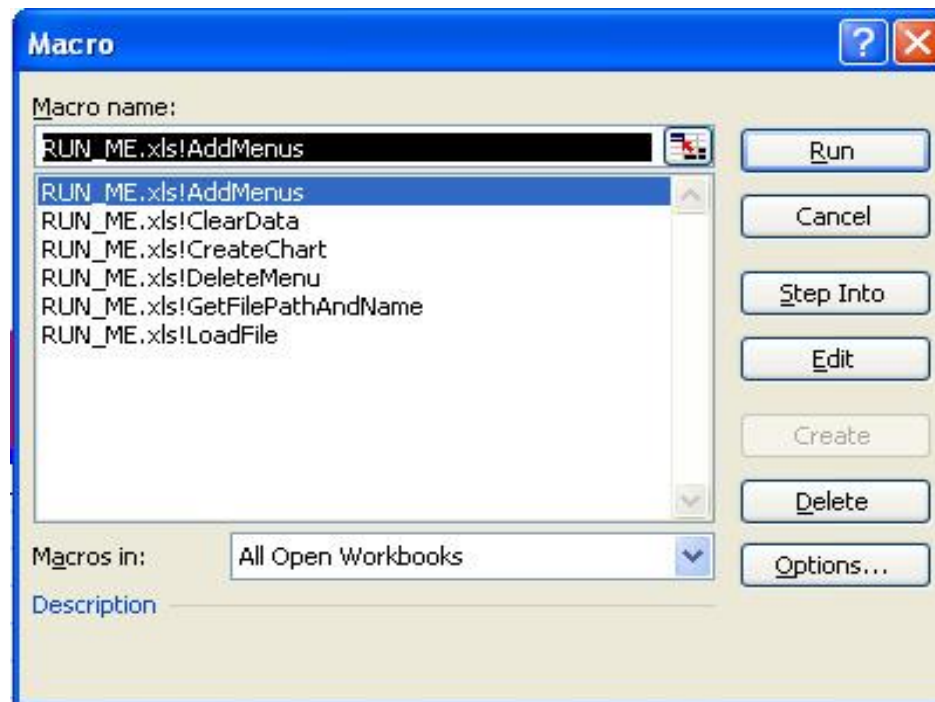 Macro
?
Macro name:
RUN_ME.xls!AddMenus
RUN_ME.xls!AddMenus
RUN_ME.xls!ClearData
RUN_ME.xls!CreateChart
RUN_ME.xls!DeleteMenu
RUN_ME.xls!GetFilePathAndName
RUN_ME.xls!LoadFile
Run
Cancel
Step Into
Edit
Create
Delete
Options...
Macros in:
All Open Workbooks
Description